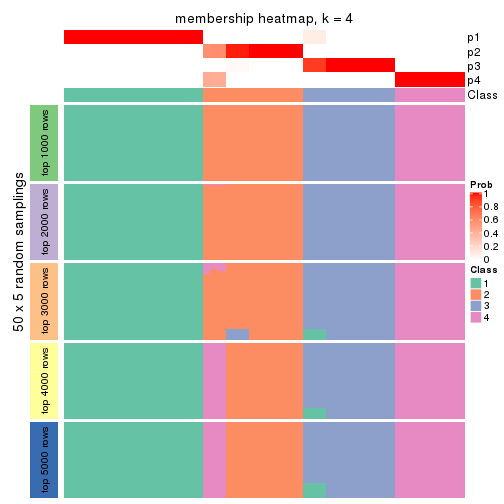 membership heatmap, k = 4
p1
p2
p3
p4
Class
50 x 5 random samplings
top 1000 rows
top 2000 rows
top 3000 rows
top 4000 rows
top 5000 rows
Prob
1
0.8
0.6
0.4
0.2
0
Class
1
2
3
4